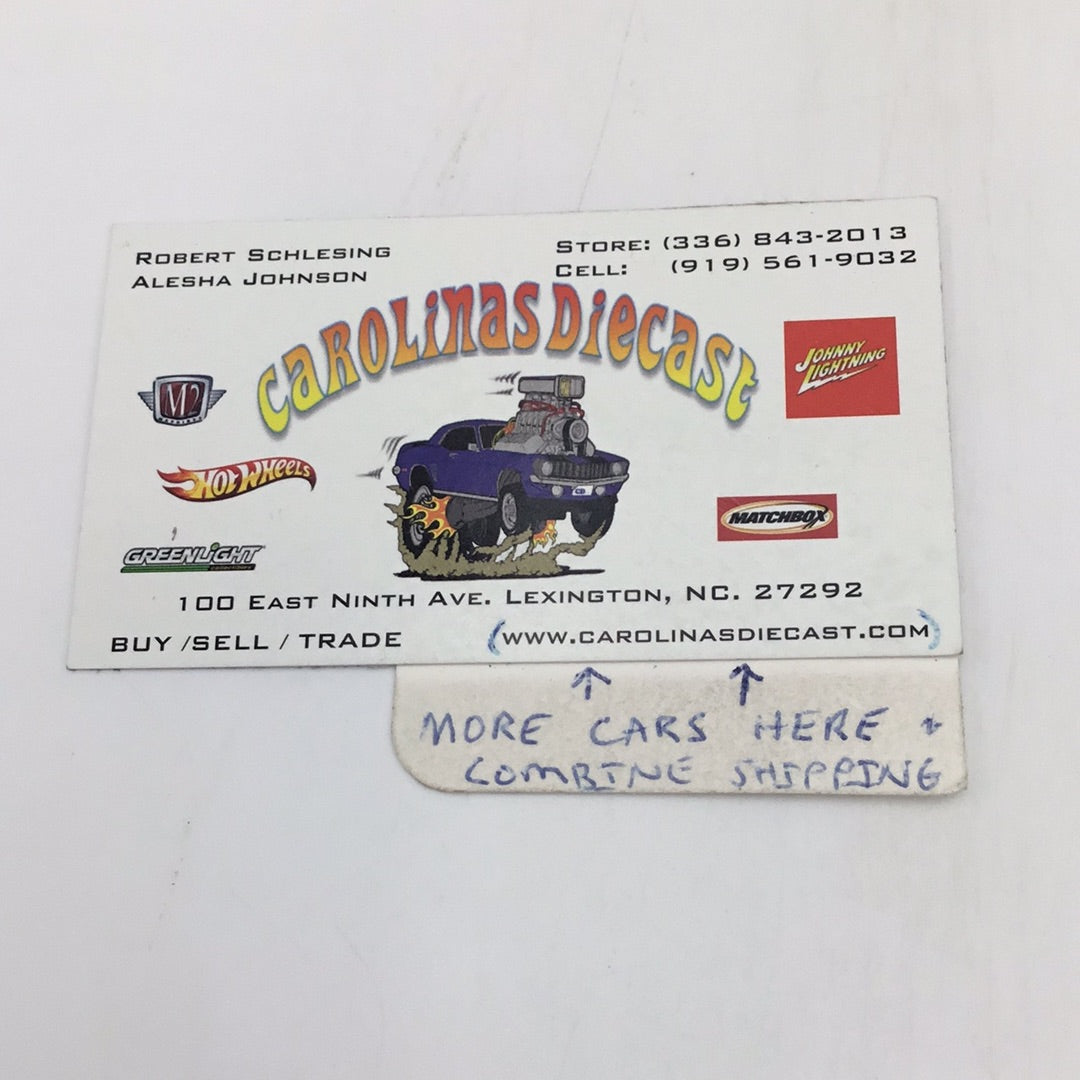 ROBERT SCHLESING
ALESHA JOHNSON
STORE: (336) 843-2013
CELL: (919) 561-9032
CAROLINAS DIECAST
M2
JOHNNY LIGHTNING
HOT WHEELS
MATCHBOX
GREENLIGHT
collectibles
100 EAST NINTH AVE. LEXINGTON, NC. 27292
BUY /SELL / TRADE
(WWW.CAROLINASDIECAST.COM)
MORE CARS HERE +
COMBINE SHIPPING